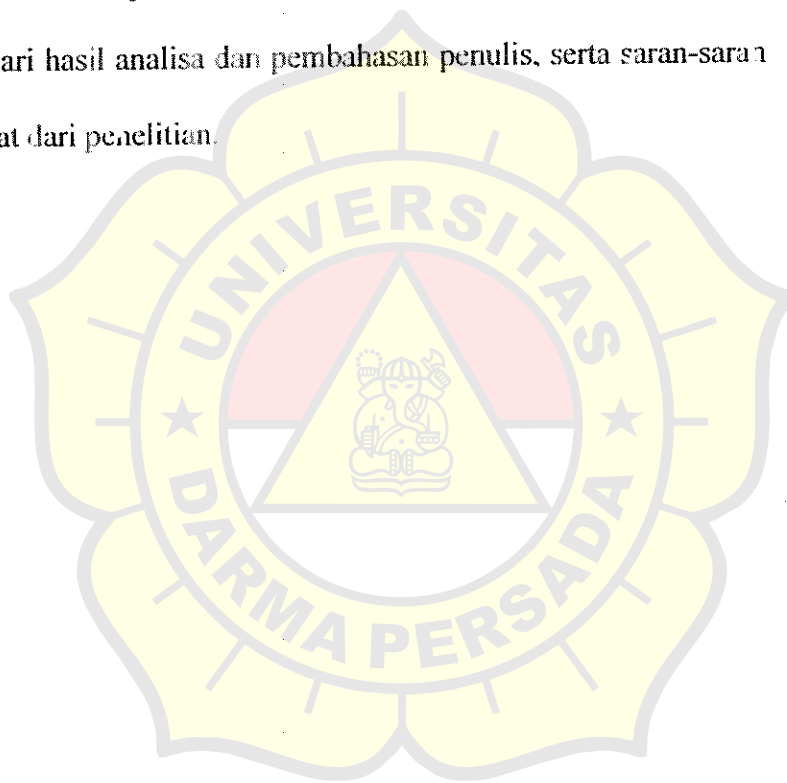 ari hasil analisa dan pembahasan penulis, serta saran-saran
at dari penelitian.
UNIVERSITAS
DARMA PERSADA